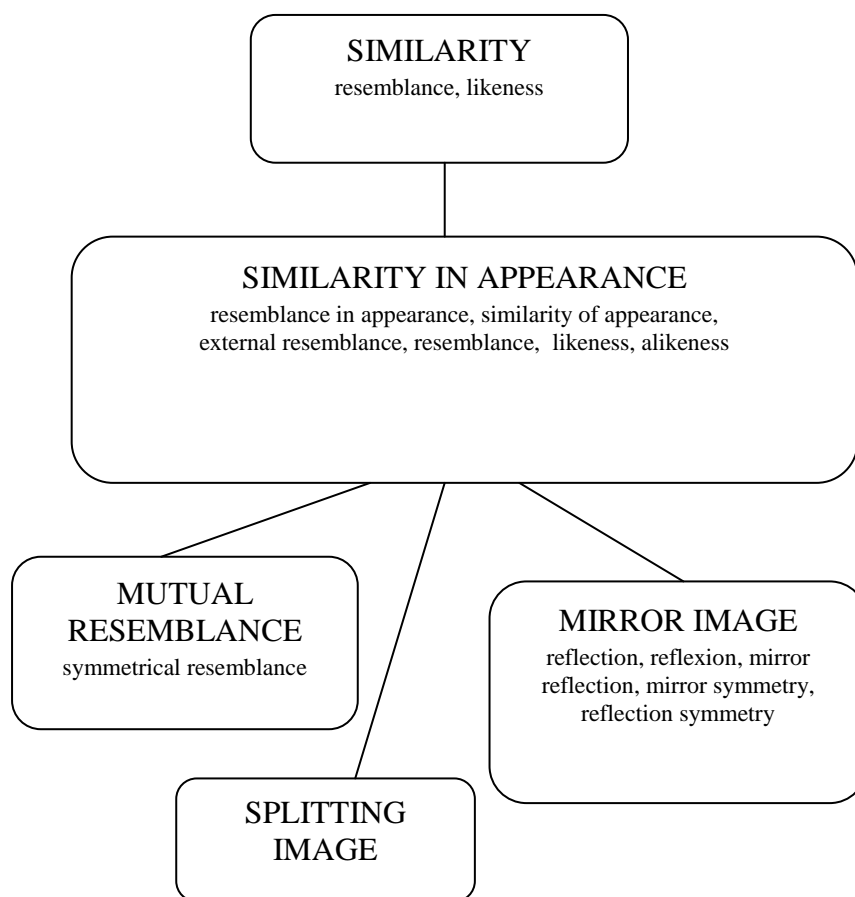 SIMILARITY
resemblance, likeness
SIMILARITY IN APPEARANCE
resemblance in appearance, similarity of appearance,
external resemblance, resemblance,  likeness, alikeness
MUTUAL
RESEMBLANCE
symmetrical resemblance
MIRROR IMAGE
reflection, reflexion, mirror
reflection, mirror symmetry,
reflection symmetry
SPLITTING
IMAGE